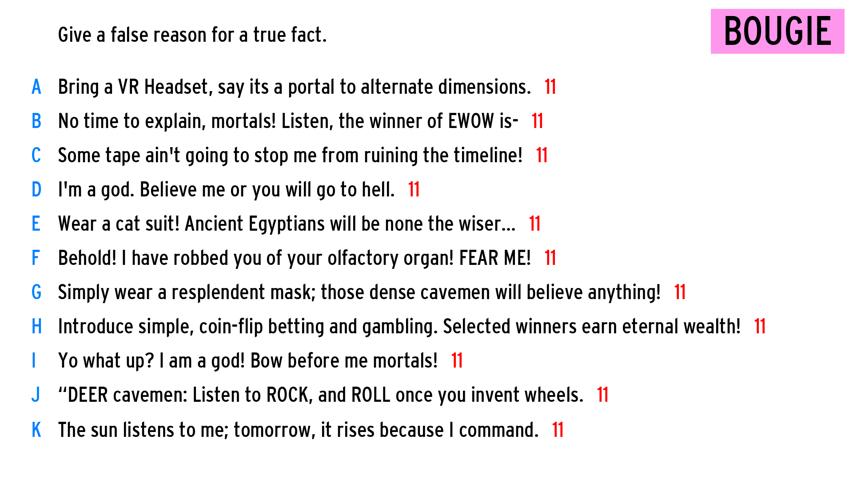 Give a false reason for a true fact.
BOUGIE
A Bring a VR Headset, say its a portal to alternate dimensions. 11
B No time to explain, mortals! Listen, the winner of EWOW is- 11
C Some tape ain't going to stop me from ruining the timeline! 11
D I'm a god. Believe me or you will go to hell. 11
E Wear a cat suit! Ancient Egyptians will be none the wiser... 11
F Behold! I have robbed you of your olfactory organ! FEAR ME! 11
G Simply wear a resplendent mask; those dense cavemen will believe anything! 11
H Introduce simple, coin-flip betting and gambling. Selected winners earn eternal wealth! 11
I Yo what up? I am a god! Bow before me mortals! 11
J “DEER cavemen: Listen to ROCK, and ROLL once you invent wheels. 11
K The sun listens to me; tomorrow, it rises because I command. 11